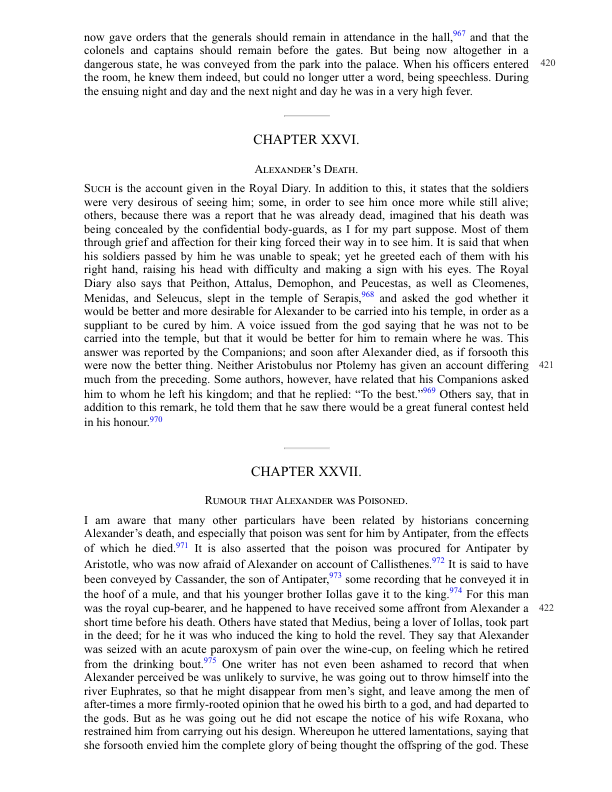 now gave orders that the generals should remain in attendance in the hall,967 and that the
colonels and captains should remain before the gates. But being now altogether in a
dangerous state, he was conveyed from the park into the palace. When his officers entered 420
the room, he knew them indeed, but could no longer utter a word, being speechless. During
the ensuing night and day and the next night and day he was in a very high fever.
CHAPTER XXVI.
Alexander’s Death.
Such is the account given in the Royal Diary. In addition to this, it states that the soldiers
were very desirous of seeing him; some, in order to see him once more while still alive;
others, because there was a report that he was already dead, imagined that his death was
being concealed by the confidential body-guards, as I for my part suppose. Most of them
through grief and affection for their king forced their way in to see him. It is said that when
his soldiers passed by him he was unable to speak; yet he greeted each of them with his
right hand, raising his head with difficulty and making a sign with his eyes. The Royal
Diary also says that Peithon, Attalus, Demophon, and Peucestas, as well as Cleomenes,
Menidas, and Seleucus, slept in the temple of Serapis,968 and asked the god whether it
would be better and more desirable for Alexander to be carried into his temple, in order as a
suppliant to be cured by him. A voice issued from the god saying that he was not to be
carried into the temple, but that it would be better for him to remain where he was. This
answer was reported by the Companions; and soon after Alexander died, as if forsooth this
were now the better thing. Neither Aristobulus nor Ptolemy has given an account differing 421
much from the preceding. Some authors, however, have related that his Companions asked
him to whom he left his kingdom; and that he replied: “To the best.”969 Others say, that in
addition to this remark, he told them that he saw there would be a great funeral contest held
in his honour.970
CHAPTER XXVII.
Rumour that Alexander was Poisoned.
I am aware that many other particulars have been related by historians concerning
Alexander’s death, and especially that poison was sent for him by Antipater, from the effects
of which he died.971 It is also asserted that the poison was procured for Antipater by
Aristotle, who was now afraid of Alexander on account of Callisthenes.972 It is said to have
been conveyed by Cassander, the son of Antipater,973 some recording that he conveyed it in
the hoof of a mule, and that his younger brother Iollas gave it to the king.974 For this man
was the royal cup-bearer, and he happened to have received some affront from Alexander a 422
short time before his death. Others have stated that Medius, being a lover of Iollas, took part
in the deed; for he it was who induced the king to hold the revel. They say that Alexander
was seized with an acute paroxysm of pain over the wine-cup, on feeling which he retired
from the drinking bout.975 One writer has not even been ashamed to record that when
Alexander perceived he was unlikely to survive, he was going out to throw himself into the
river Euphrates, so that he might disappear from men’s sight, and leave among the men of
after-times a more firmly-rooted opinion that he owed his birth to a god, and had departed to
the gods. But as he was going out he did not escape the notice of his wife Roxana, who
restrained him from carrying out his design. Whereupon he uttered lamentations, saying that
she forsooth envied him the complete glory of being thought the offspring of the god. These